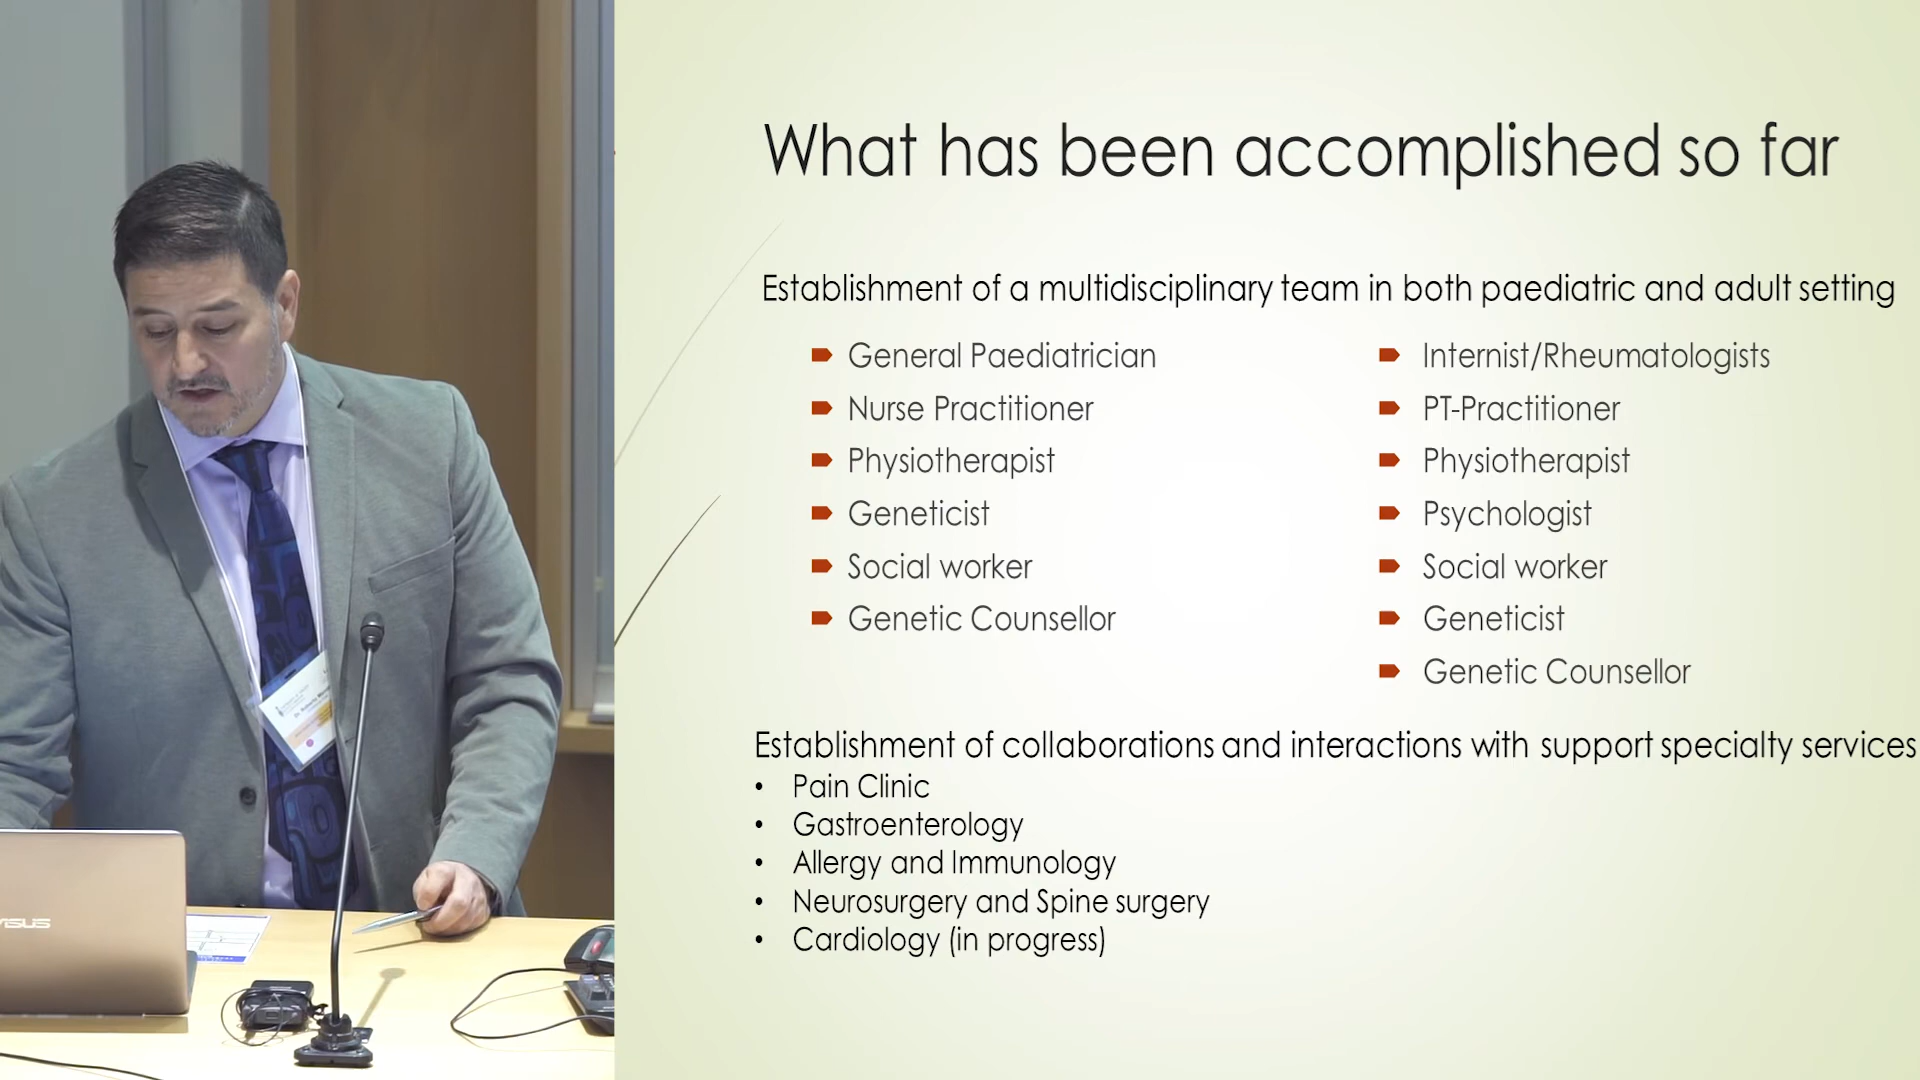 What has been accomplished so far
Establishment of a multidisciplinary team in both paediatric and adult setting
General Paediatrician
Nurse Practitioner
Physiotherapist
Geneticist
Social worker
Genetic Counsellor
Internist/Rheumatologists
PT-Practitioner
Physiotherapist
Psychologist
Social worker
Geneticist
Genetic Counsellor
Establishment of collaborations and interactions with support specialty services
• Pain Clinic
• Gastroenterology
• Allergy and Immunology
• Neurosurgery and Spine surgery
• Cardiology (in progress)
ASUS
Dr. Roberto